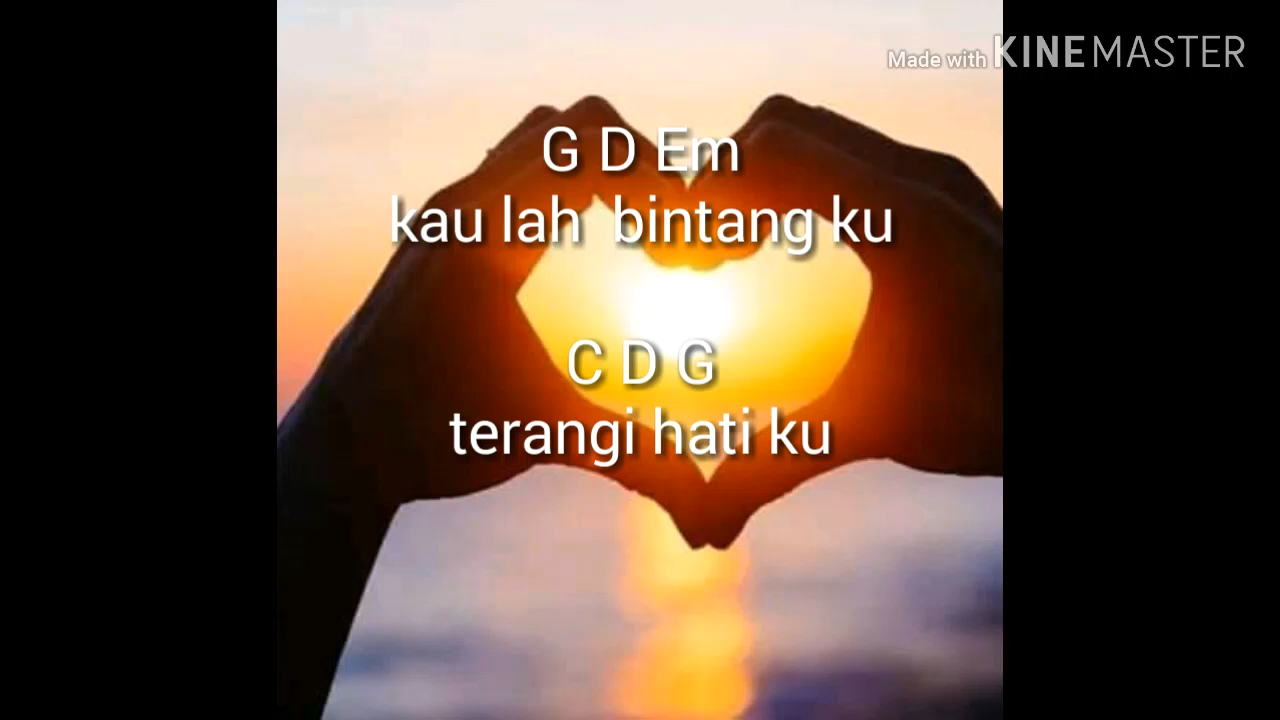 Made with KINEMASTER
G D Em
kau lah bintang ku
C D G
terangi hati ku